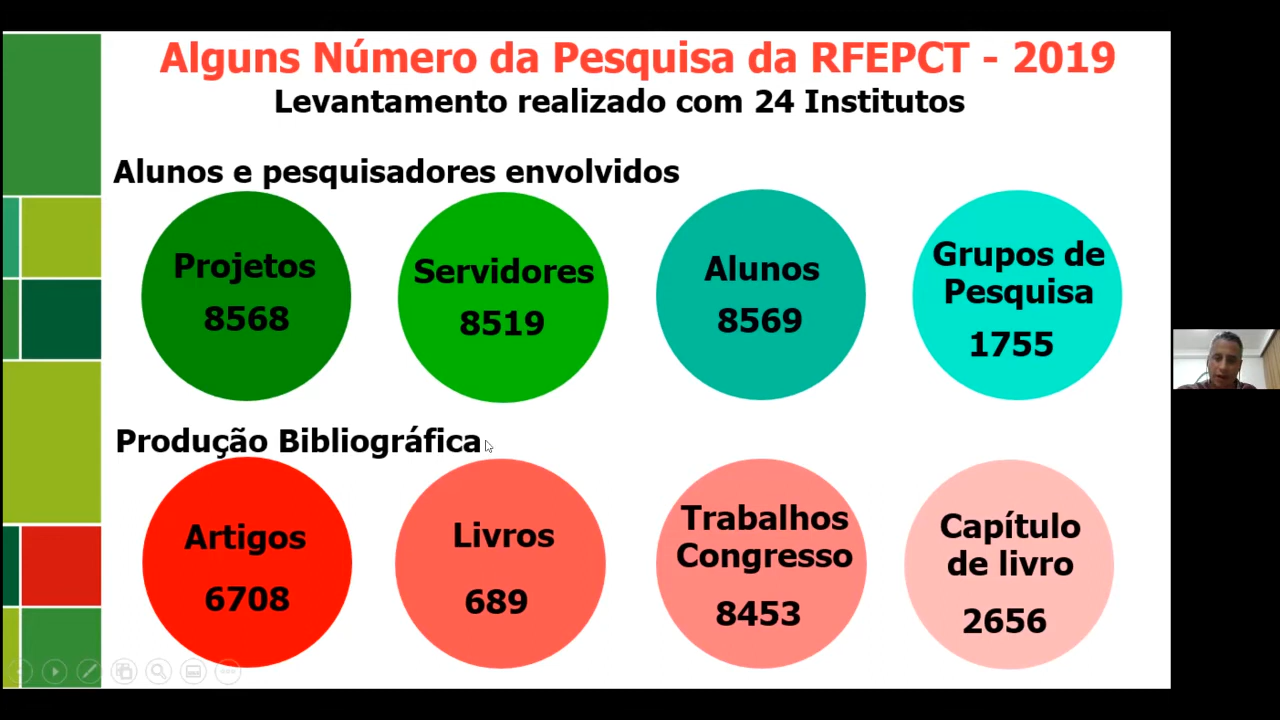 Alguns Número da Pesquisa da RFEPCT - 2019
Levantamento realizado com 24 Institutos
Alunos e pesquisadores envolvidos
Projetos
8568
Servidores
8519
Alunos
8569
Grupos de
Pesquisa
1755
Produção Bibliográfica
Artigos
6708
Livros
689
Trabalhos
Congresso
8453
Capítulo
de livro
2656